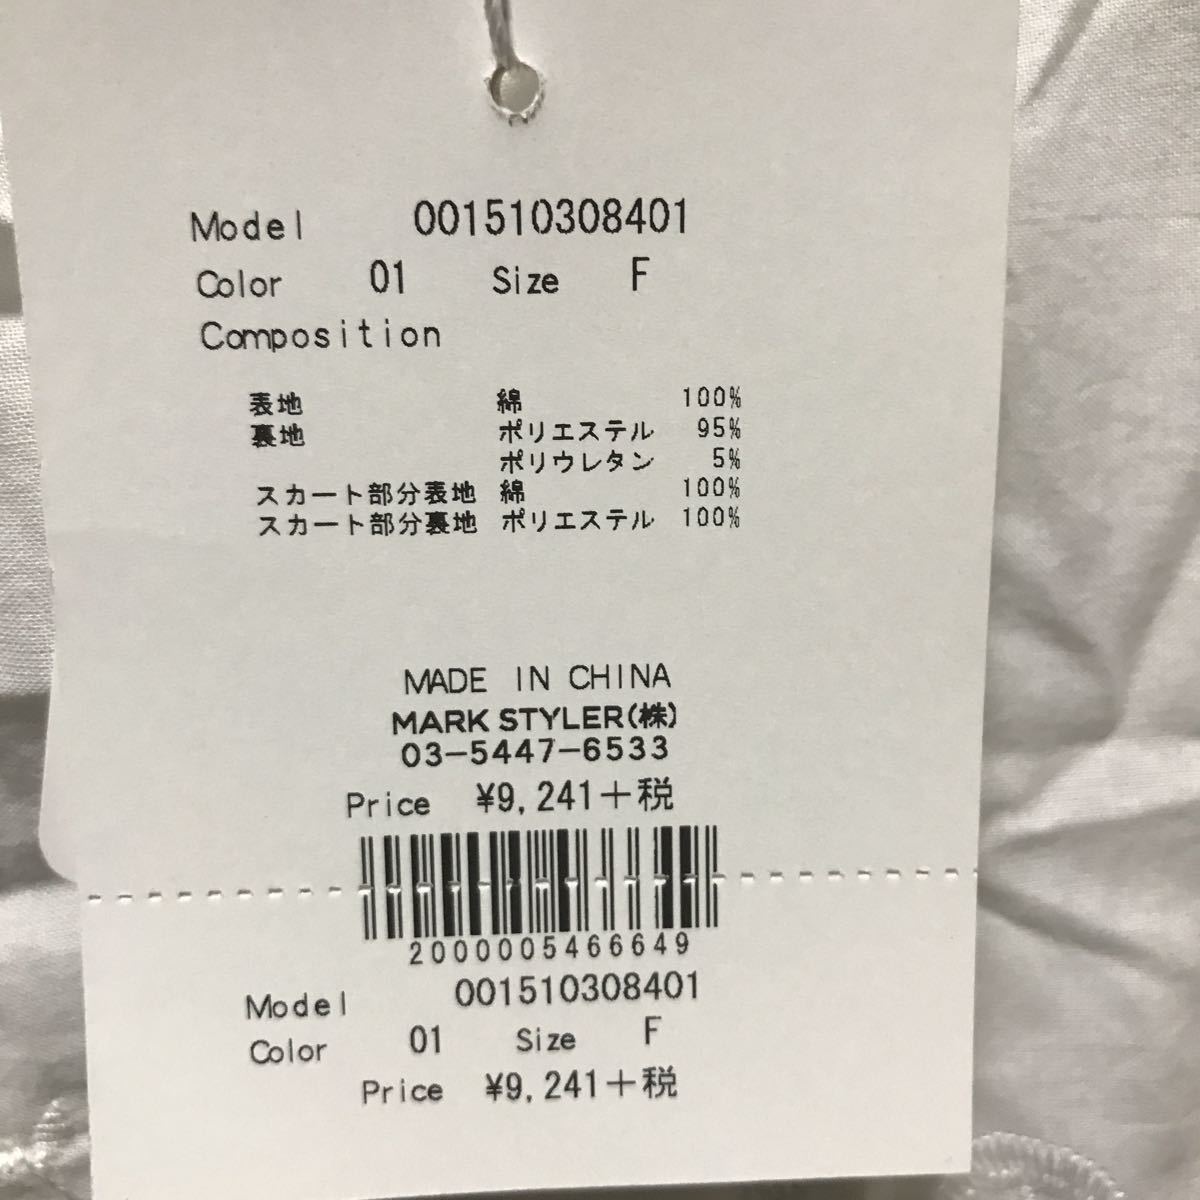 Model 001510308401
Color 01 Size F
Composition
表地 綿 100%
裏地 ポリエステル 95%
ポリウレタン 5%
スカート部分表地 綿 100%
スカート部分裏地 ポリエステル 100%
MADE IN CHINA
MARK STYLER(株)
03-5447-6533
Price ¥9,241+税
2000005466649
Model 001510308401
Color 01 Size F
Price ¥9,241+税